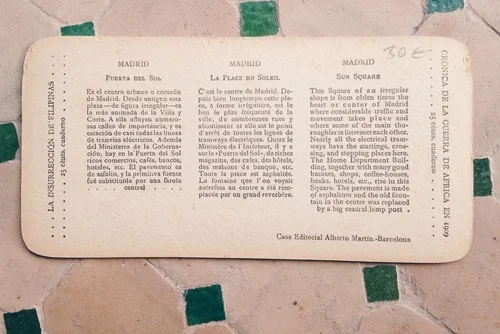 LA INSURRECCIÓN DE FILIPINAS
25 cénts. cuaderno
MADRID
PUERTA DEL SOL
Es el centro urbano o corazón
de Madrid. Desde antiguo esta
plaza—de figura irregular—es
la más animada de la Villa y
Corte. A ella afluyen numero-
sas calles de importancia, y es
estación de casi todas las líneas
de tranvías eléctricos. Además
del Ministerio de la Goberna-
ción, hay en la Puerta del Sol
ricos comercios, cafés, bancos,
hoteles, etc. El pavimento es
de asfalto, y la primitiva fuente
fué substituída por una farola
central
MADRID
LA PLACE DU SOLEIL
C'est le centre de Madrid. De-
puis bien longtemps cette place,
a forme irrégulière, est le
lieu le plus fréquenté de la
ville; de nombreuses rues y
aboutissent et elle est le point
d'arrêt de toutes les lignes de
tramways électriques. Outre le
Ministère de l'Intérieur, il y a
sur la «Puerta del Sol», de riches
magasins, des cafés, des hôtels,
des maisons de banque, etc.
Toute la place est asphaltée.
La fontaine que l'on voyait
autrefois au centre a été rem-
placée par un grand reverbère.
MADRID
SUN SQUARE
This Square of an irregular
shape is from olden times the
heart or center of Madrid
where considerable traffic and
movement takes place and
where some of the main tho-
roughfares intersect each other.
Nearly all the electrical tram-
ways have the startings, cros-
sing, and stopping places here.
The Home Department Buil-
ding, together with many good
bazaars, shops, coffee-houses,
banks, hotels, etc., rise in this
Square. The pavement is made
of asphaltum and the old foun-
tain in the center was replaced
by a big central lamp post .
30 €
Casa Editorial Alberto Martín.-Barcelona
CRÓNICA DE LA GUERRA DE AFRICA EN 1909
25 cénts. cuaderno